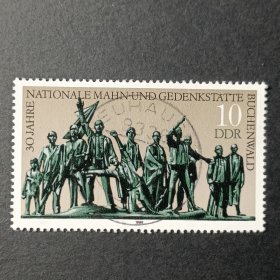 30 JAHRE
NATIONALE MAHN-UND GEDENKSTÄTTE
BUCHENWALD
10
DDR